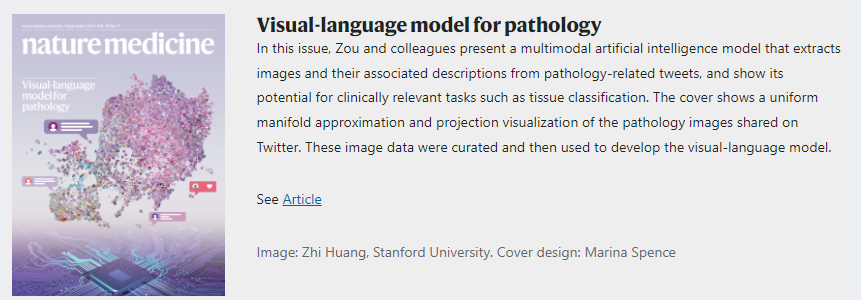 nature medicine
Visual-language
model for
pathology
Visual-language model for pathology
In this issue, Zou and colleagues present a multimodal artificial intelligence model that extracts
images and their associated descriptions from pathology-related tweets, and show its
potential for clinically relevant tasks such as tissue classification. The cover shows a uniform
manifold approximation and projection visualization of the pathology images shared on
Twitter. These image data were curated and then used to develop the visual-language model.
See Article
Image: Zhi Huang, Stanford University. Cover design: Marina Spence